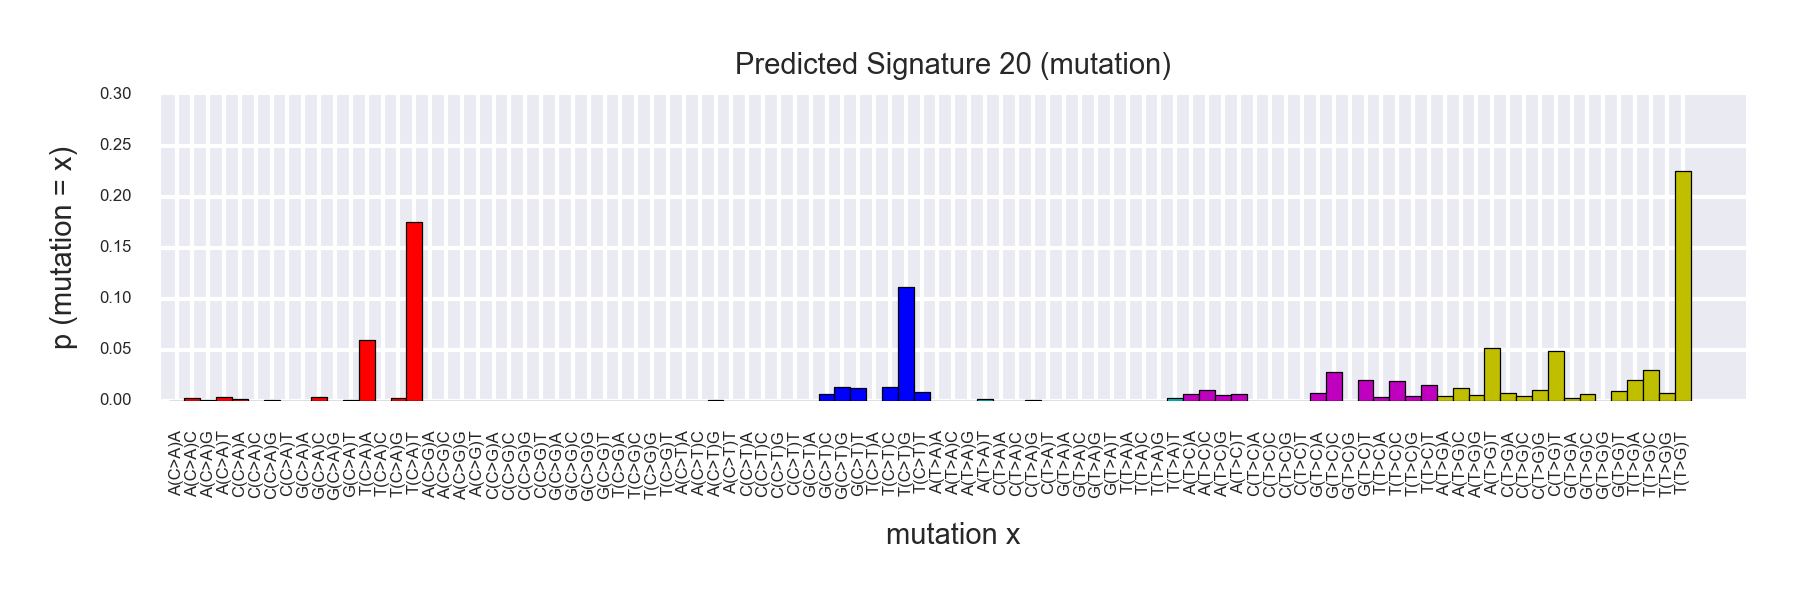 Predicted Signature 20 (mutation)
p (mutation = x)
0.30
0.25
0.20
0.15
0.10
0.05
0.00
A(C>A)A
A(C>A)C
A(C>A)G
A(C>A)T
C(C>A)A
C(C>A)C
C(C>A)G
C(C>A)T
G(C>A)A
G(C>A)C
G(C>A)G
G(C>A)T
T(C>A)A
T(C>A)C
T(C>A)G
T(C>A)T
A(C>G)A
A(C>G)C
A(C>G)G
A(C>G)T
C(C>G)A
C(C>G)C
C(C>G)G
C(C>G)T
G(C>G)A
G(C>G)C
G(C>G)G
G(C>G)T
T(C>G)A
T(C>G)C
T(C>G)G
T(C>G)T
A(C>T)A
A(C>T)C
A(C>T)G
A(C>T)T
C(C>T)A
C(C>T)C
C(C>T)G
C(C>T)T
G(C>T)A
G(C>T)C
G(C>T)G
G(C>T)T
T(C>T)A
T(C>T)C
T(C>T)G
T(C>T)T
A(T>A)A
A(T>A)C
A(T>A)G
A(T>A)T
C(T>A)A
C(T>A)C
C(T>A)G
C(T>A)T
G(T>A)A
G(T>A)C
G(T>A)G
G(T>A)T
T(T>A)A
T(T>A)C
T(T>A)G
T(T>A)T
A(T>C)A
A(T>C)C
A(T>C)G
A(T>C)T
C(T>C)A
C(T>C)C
C(T>C)G
C(T>C)T
G(T>C)A
G(T>C)C
G(T>C)G
G(T>C)T
T(T>C)A
T(T>C)C
T(T>C)G
T(T>C)T
A(T>G)A
A(T>G)C
A(T>G)G
A(T>G)T
C(T>G)A
C(T>G)C
C(T>G)G
C(T>G)T
G(T>G)A
G(T>G)C
G(T>G)G
G(T>G)T
T(T>G)A
T(T>G)C
T(T>G)G
T(T>G)T
mutation x